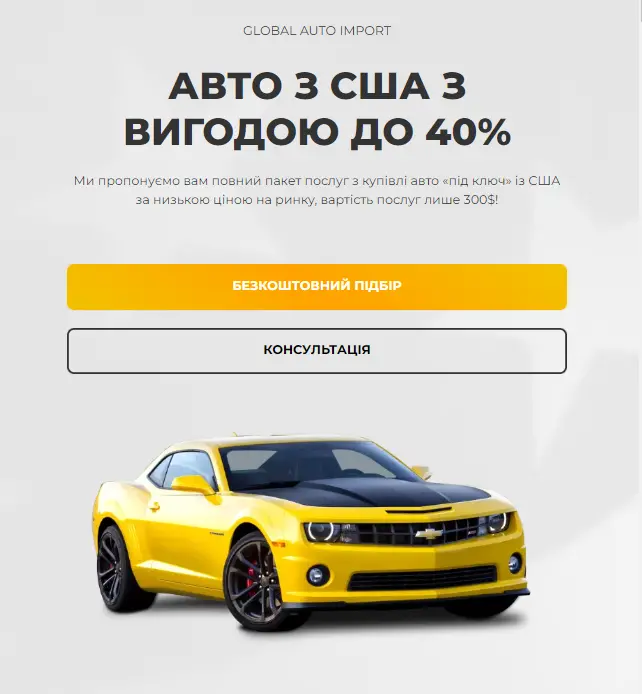 GLOBAL AUTO IMPORT
АВТО З США З
ВИГОДОЮ ДО 40%
Ми пропонуємо вам повний пакет послуг з купівлі авто «під ключ» із США
за низькою ціною на ринку, вартість послуг лише 300$!
БЕЗКОШТОВНИЙ ПІДБІР
КОНСУЛЬТАЦІЯ